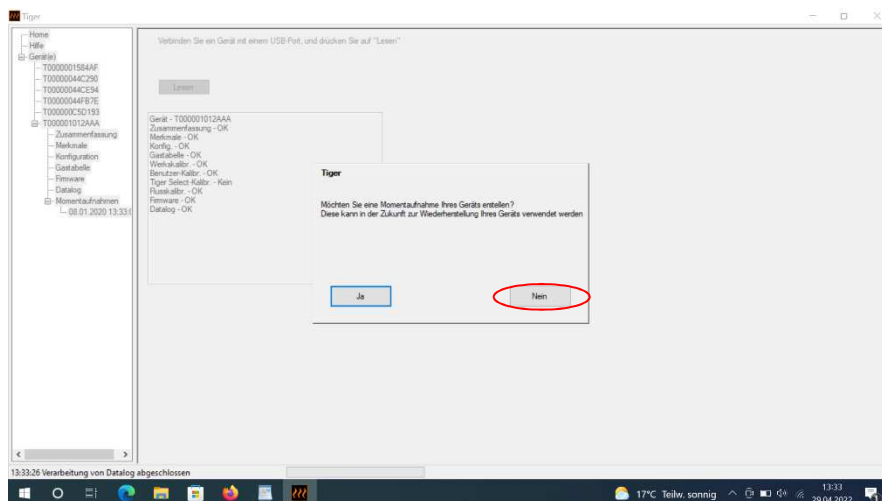 Tiger
Home
Hilfe
Gerät(e)
T0000001584AF
T00000044C290
T00000044CE94
T00000044FB7E
T000000C5D193
T000001012AAA
Zusammenfassung
Merkmale
Konfiguration
Gastabelle
Firmware
Datalog
Momentaufnahmen
08.01.2020 13:33:0
Verbinden Sie ein Gerät mit einem USB-Port, und drücken Sie auf "Lesen"
Lesen
Gerät - T000001012AAA
Zusammenfassung - OK
Merkmale - OK
Konfig. - OK
Gastabelle - OK
Werkskalibr. - OK
Benutzer-Kalibr. - OK
Tiger Select-Kalibr. - Kein
Flusskalibr. - OK
Firmware - OK
Datalog - OK
Tiger
Möchten Sie eine Momentaufnahme Ihres Geräts erstellen?
Diese kann in der Zukunft zur Wiederherstellung Ihres Geräts verwendet werden
Ja
Nein
13:33:26 Verarbeitung von Datalog abgeschlossen
17°C Teilw. sonnig
13:33
29.04.2022